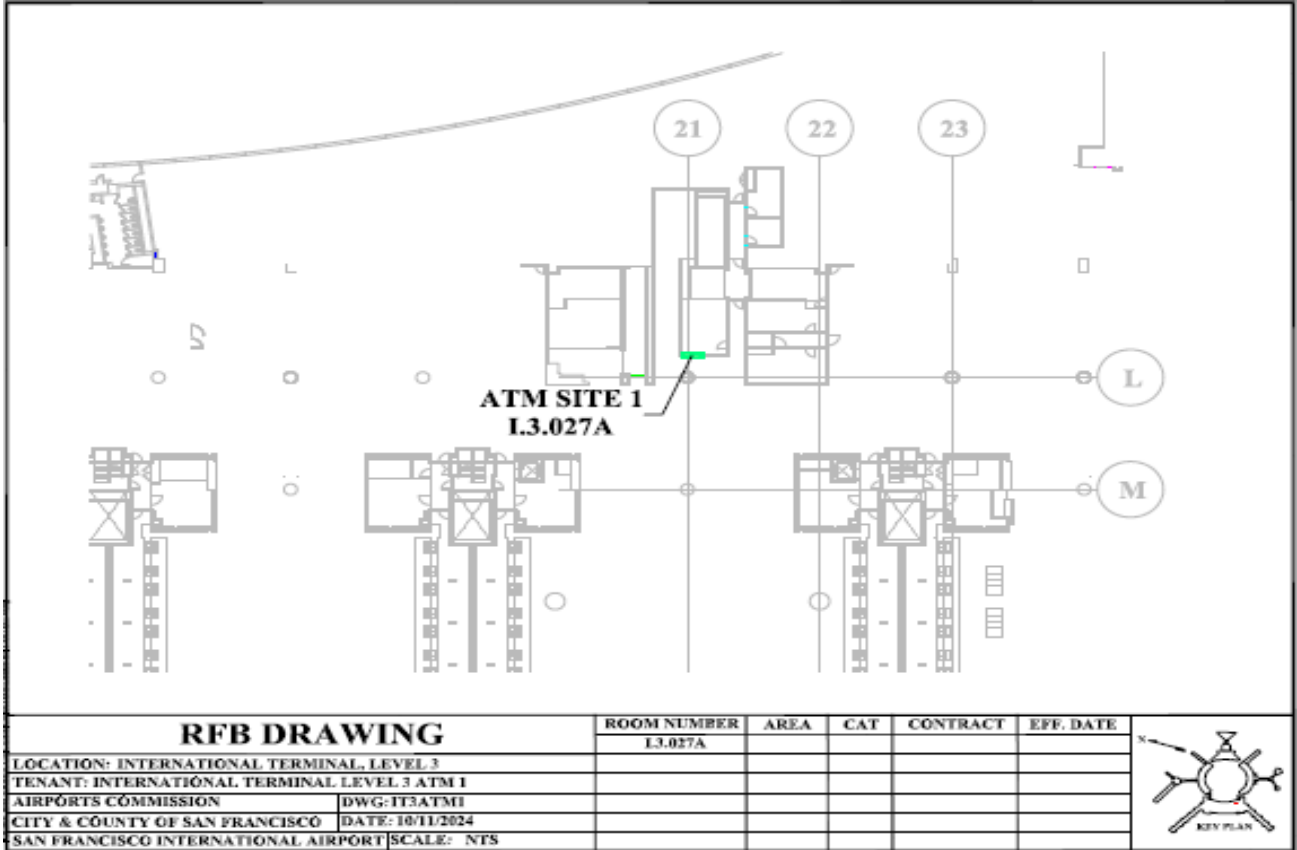 21 22 23
L
ATM SITE 1
I.3.027A
M
RFB DRAWING
LOCATION: INTERNATIONAL TERMINAL, LEVEL 3
TENANT: INTERNATIONAL TERMINAL LEVEL 3 ATM 1
AIRPORTS COMMISSION DWG:IT3ATM1
CITY & COUNTY OF SAN FRANCISCO DATE: 10/11/2024
SAN FRANCISCO INTERNATIONAL AIRPORT SCALE: NTS
ROOM NUMBER AREA CAT CONTRACT EFF. DATE
I.3.027A
N
KEY PLAN